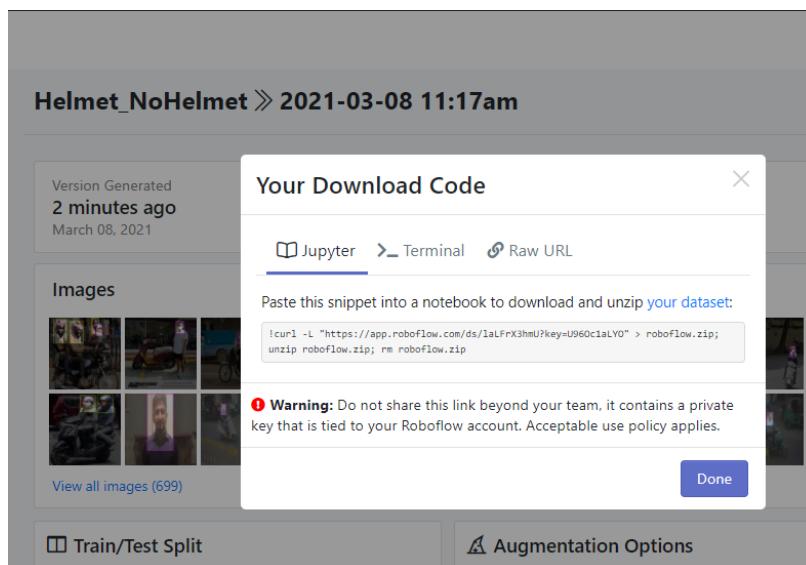 Helmet_NoHelmet >> 2021-03-08 11:17am
Version Generated
2 minutes ago
March 08, 2021
Images
View all images (699)
Train/Test Split
Augmentation Options
Your Download Code
Jupyter
Terminal
Raw URL
Paste this snippet into a notebook to download and unzip your dataset:
!curl -L "https://app.roboflow.com/ds/laLFrX3hmU?key=U96Oc1aLYO" > roboflow.zip;
unzip roboflow.zip; rm roboflow.zip
Warning: Do not share this link beyond your team, it contains a private
key that is tied to your Roboflow account. Acceptable use policy applies.
Done